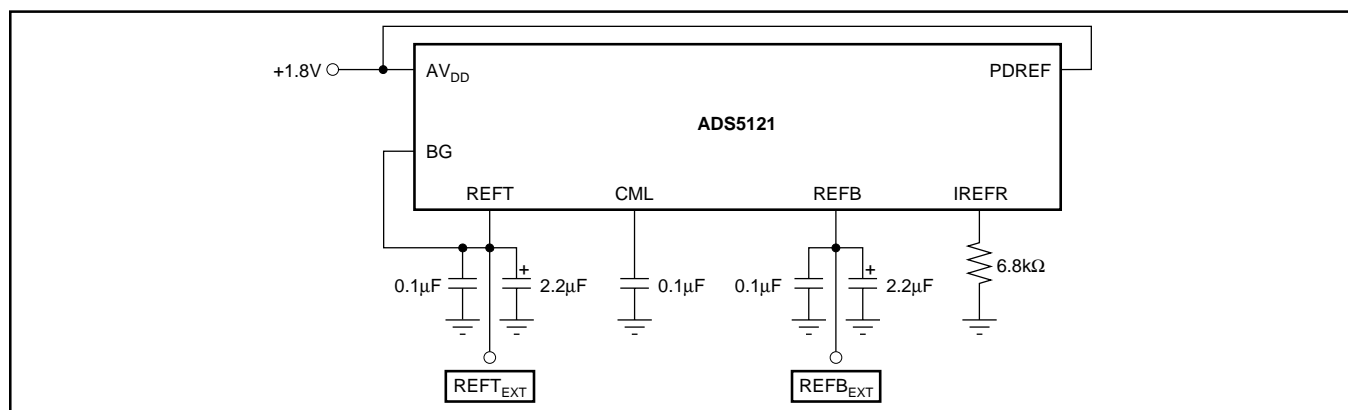 +1.8V
AVDD
PDREF
ADS5121
BG
REFT
CML
REFB
IREFR
6.8kΩ
0.1µF
+
2.2µF
0.1µF
0.1µF
+
2.2µF
REFTEXT
REFBEXT